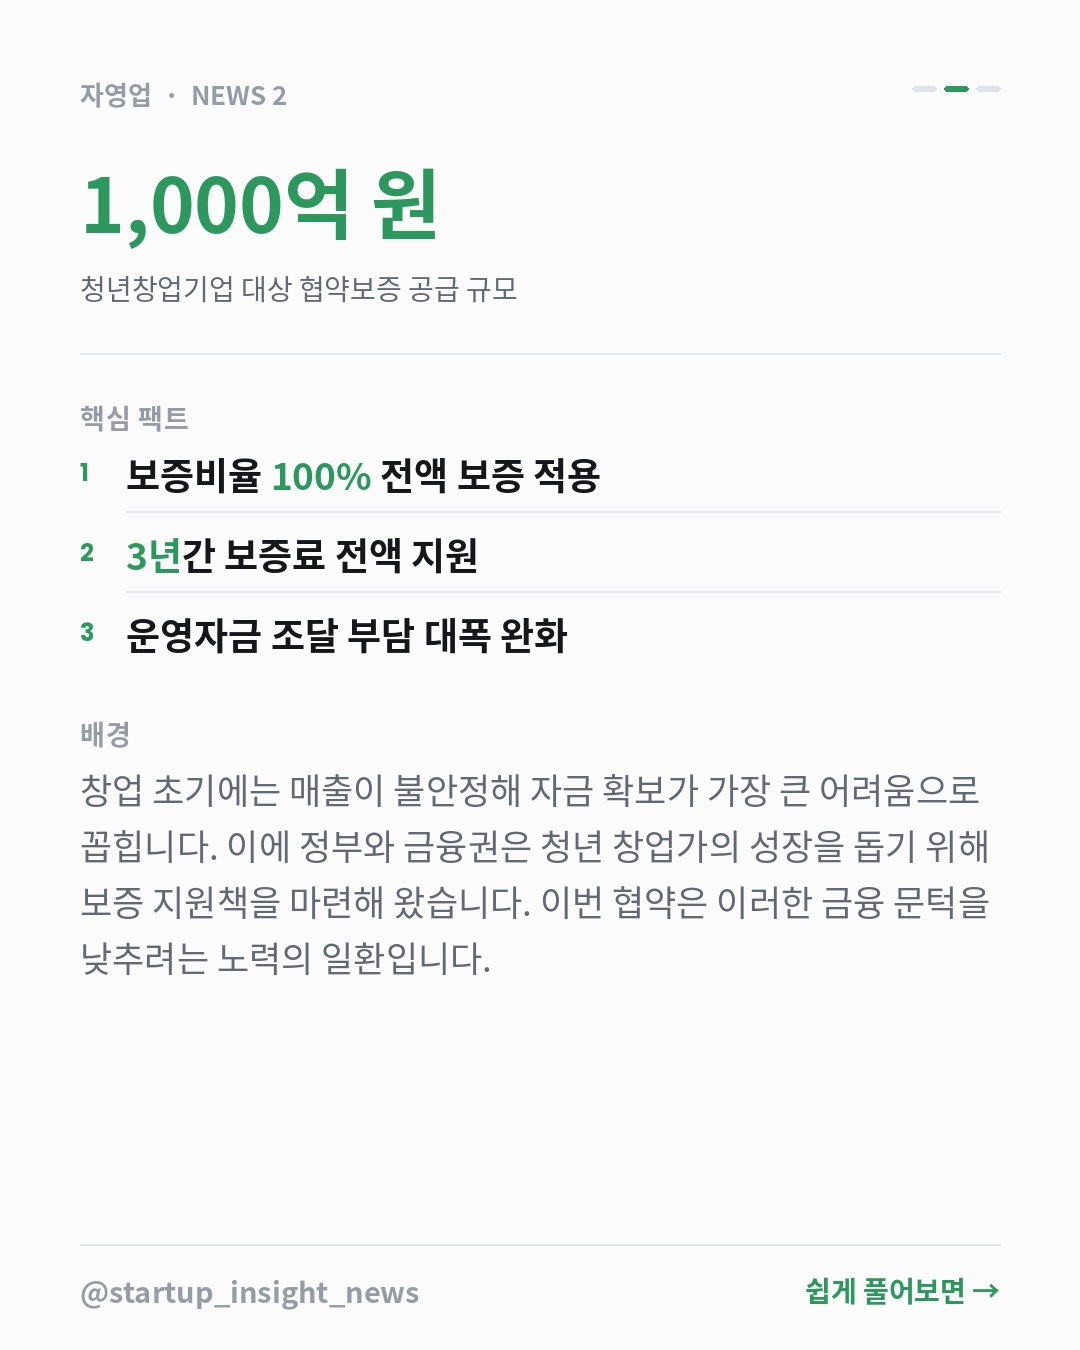 자영업 · NEWS 2
1,000억 원
청년창업기업 대상 협약보증 공급 규모
핵심 팩트
1 보증비율 100% 전액 보증 적용
2 3년간 보증료 전액 지원
3 운영자금 조달 부담 대폭 완화
배경
창업 초기에는 매출이 불안정해 자금 확보가 가장 큰 어려움으로
꼽힙니다. 이에 정부와 금융권은 청년 창업가의 성장을 돕기 위해
보증 지원책을 마련해 왔습니다. 이번 협약은 이러한 금융 문턱을
낮추려는 노력의 일환입니다.
@startup_insight_news
쉽게 풀어보면 →